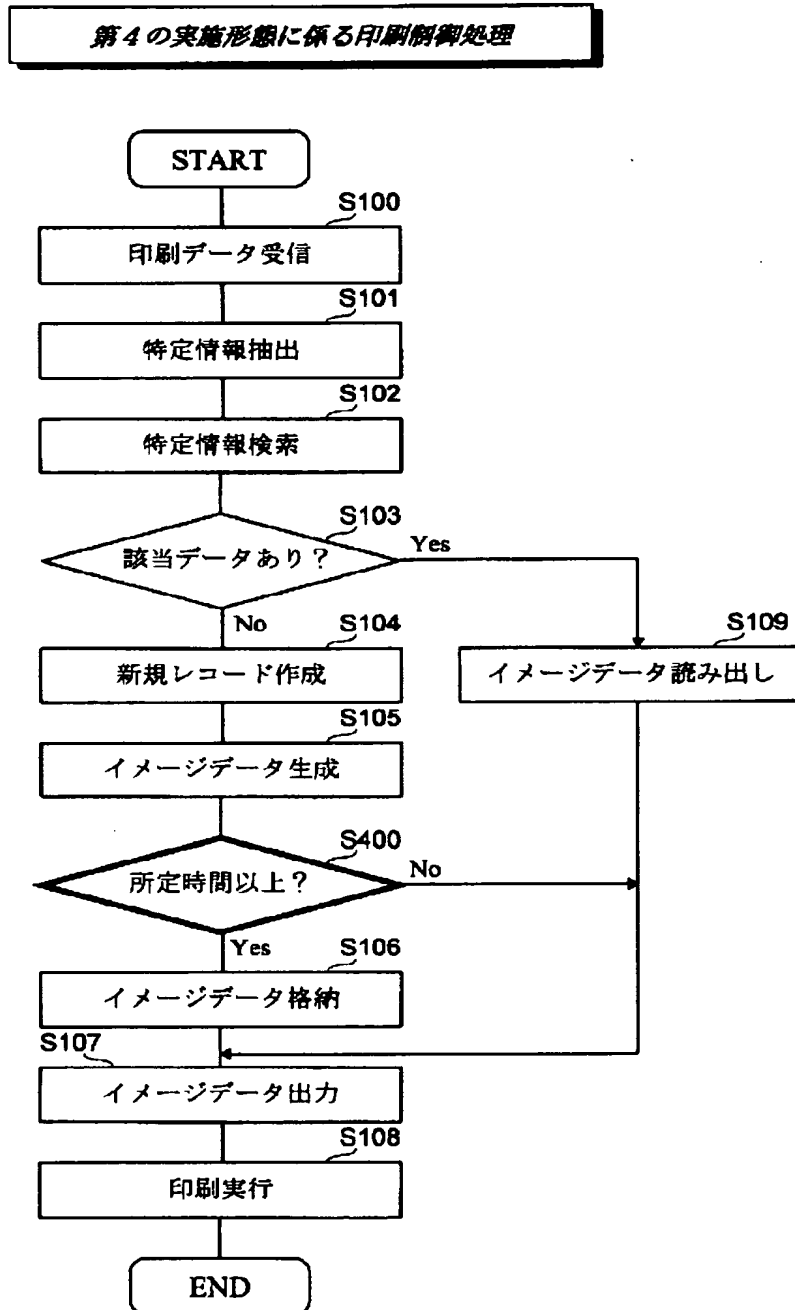 第4の実施形態に係る印刷制御処理
START
S100
印刷データ受信
S101
特定情報抽出
S102
特定情報検索
S103
該当データあり?
Yes
No
S104
新規レコード作成
S109
イメージデータ読み出し
S105
イメージデータ生成
S400
所定時間以上?
No
Yes
S106
イメージデータ格納
S107
イメージデータ出力
S108
印刷実行
END